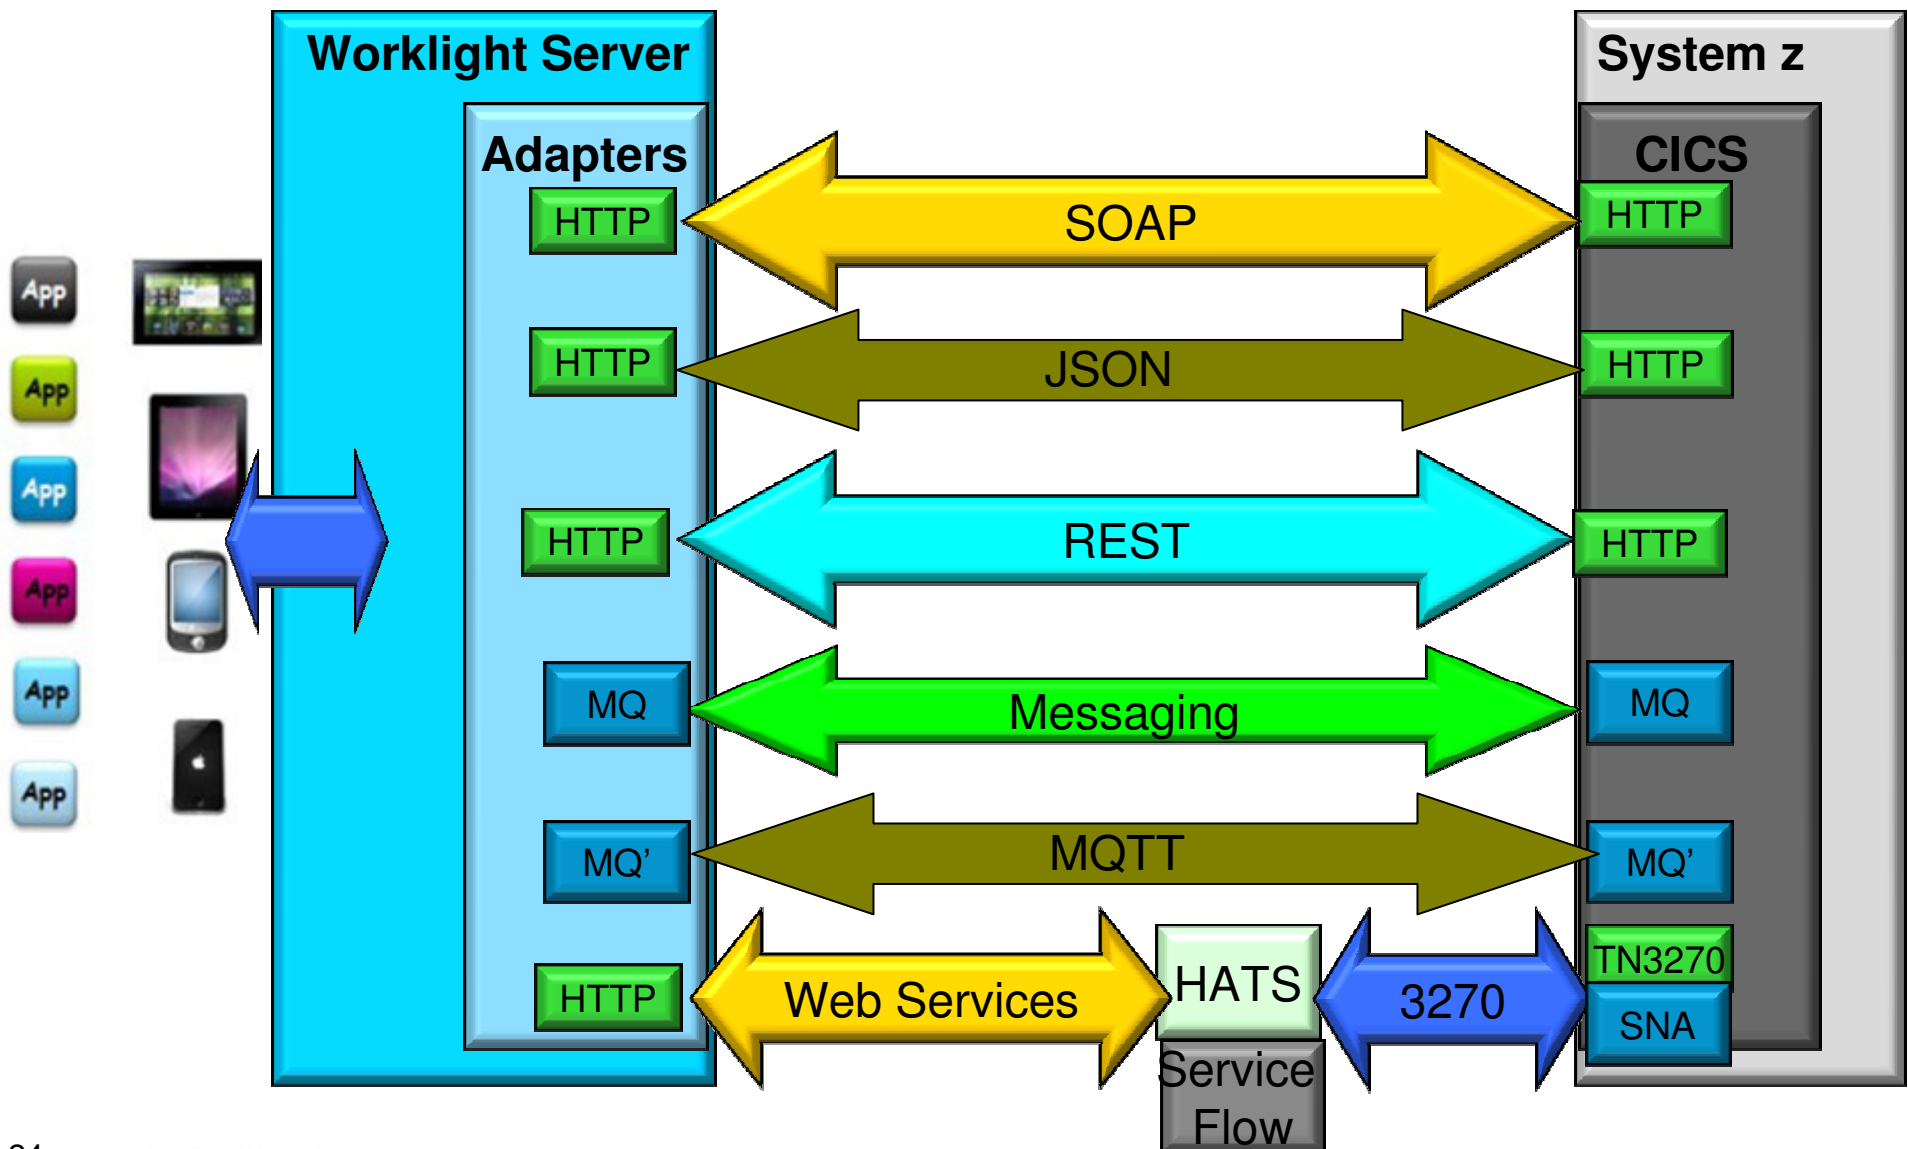 Worklight Server
System z
Adapters
CICS
HTTP
SOAP
HTTP
App
App
App
App
App
App
HTTP
JSON
HTTP
HTTP
REST
HTTP
MQ
Messaging
MQ
MQ’
MQTT
MQ’
HTTP
Web Services
HATS
3270
TN3270
SNA
Service
Flow